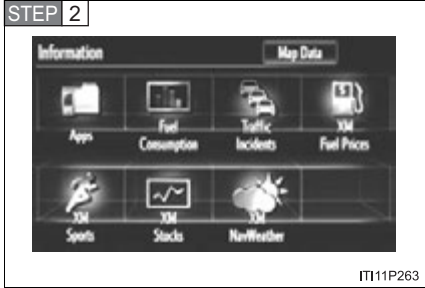 STEP 2
Information
Map Data
Apps
Fuel
Consumption
Traffic
Incidents
XM
Fuel Prices
XM
Sports
XM
Stocks
XM
NavWeather
ITI11P263